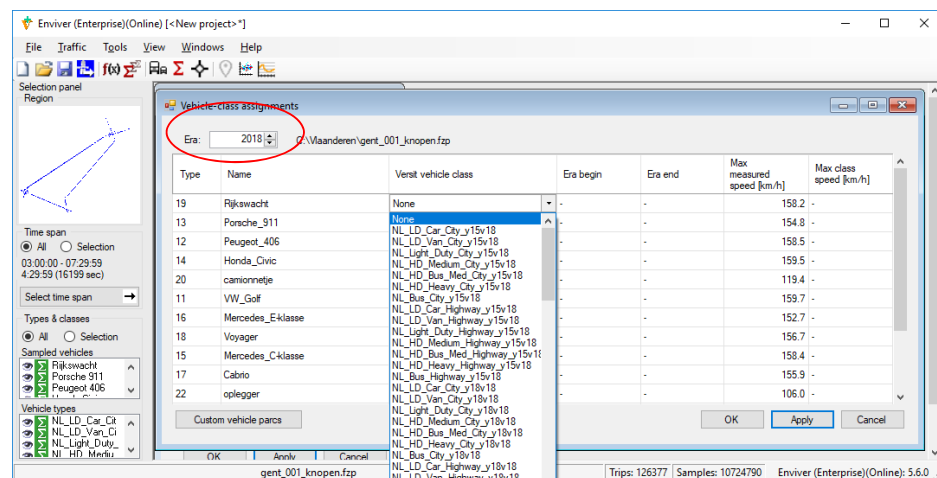 Enviver (Enterprise)(Online) [<New project>*]
File Traffic Tools View Windows Help
f(x)
Selection panel
Region
Time span
All Selection
03:00:00 - 07:29:59
4:29:59 (16199 sec)
Select time span
Types & classes
All Selection
Sampled vehicles
Rijkswacht
Porsche 911
Peugeot 406
Vehicle types
NL_LD_Car_Cit
NL_LD_Van_Ci
NL_Light_Duty_
NL_HD_Mediu
Vehicle-class assignments
Era: 2018 C:\Vlaanderen\gent_001_knopen.fzp
Type Name Versit vehicle class Era begin Era end Max measured speed [km/h] Max class speed [km/h]
19 Rijkswacht None - - 158.2 -
13 Porsche_911 - - 154.8 -
12 Peugeot_406 - - 158.5 -
14 Honda_Civic - - 159.5 -
20 camionnetje - - 119.4 -
11 VW_Golf - - 159.7 -
16 Mercedes_E-klasse - - 152.7 -
18 Voyager - - 156.7 -
15 Mercedes_C-klasse - - 158.4 -
17 Cabrio - - 155.9 -
22 oplegger - - 106.0 -
None
NL_LD_Car_City_y15v18
NL_LD_Van_City_y15v18
NL_Light_Duty_City_y15v18
NL_HD_Medium_City_y15v18
NL_HD_Bus_Med_City_y15v18
NL_HD_Heavy_City_y15v18
NL_Bus_City_y15v18
NL_LD_Car_Highway_y15v18
NL_LD_Van_Highway_y15v18
NL_Light_Duty_Highway_y15v18
NL_HD_Medium_Highway_y15v18
NL_HD_Bus_Med_Highway_y15v18
NL_HD_Heavy_Highway_y15v18
NL_Bus_Highway_y15v18
NL_LD_Car_City_y18v18
NL_LD_Van_City_y18v18
NL_Light_Duty_City_y18v18
NL_HD_Medium_City_y18v18
NL_HD_Bus_Med_City_y18v18
NL_HD_Heavy_City_y18v18
NL_Bus_City_y18v18
NL_LD_Car_Highway_y18v18
NL_LD_Van_Highway_y18v18
Custom vehicle parcs OK Apply Cancel
OK Apply Cancel
gent_001_knopen.fzp Trips: 126377 Samples: 10724790 Enviver (Enterprise)(Online): 5.6.0